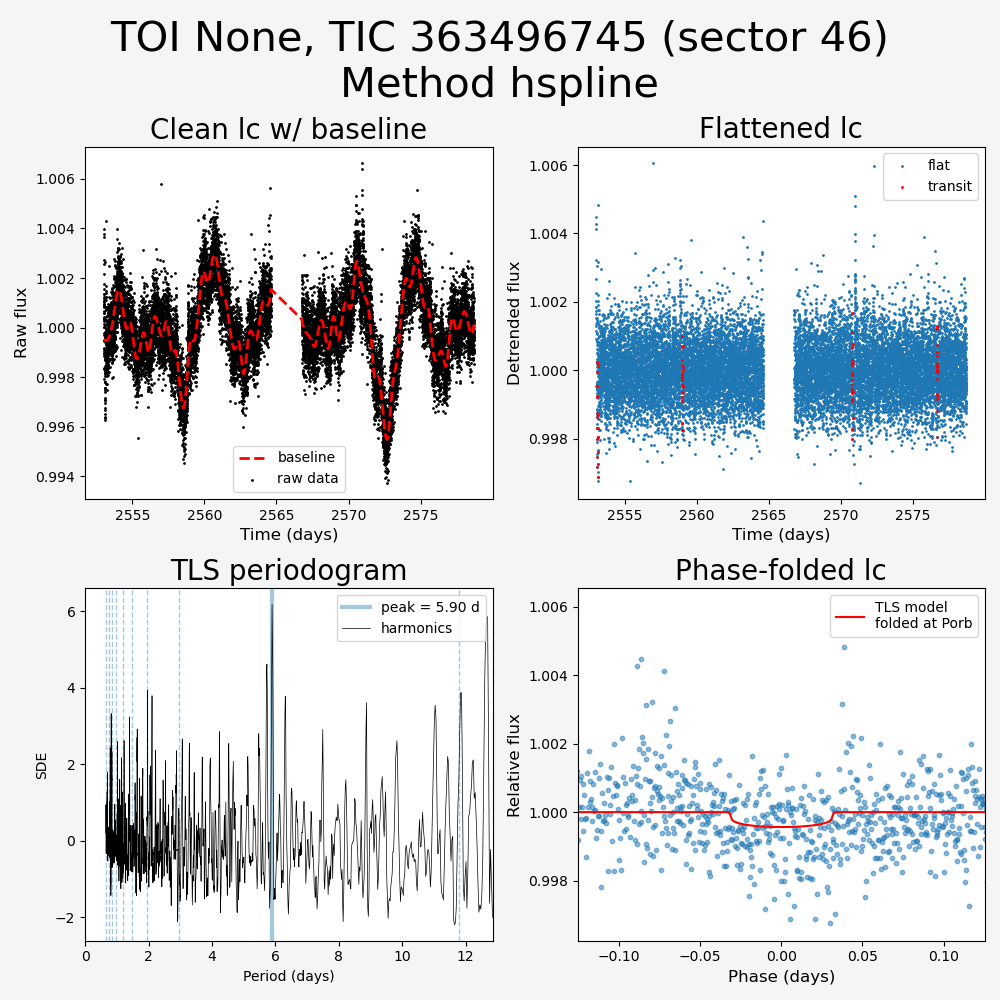 TOI None, TIC 363496745 (sector 46)
Method hspline
Clean lc w/ baseline
Raw flux
1.006
1.004
1.002
1.000
0.998
0.996
0.994
baseline
raw data
2555
2560
2565
2570
2575
Time (days)
Flattened lc
Detrended flux
1.006
1.004
1.002
1.000
0.998
flat
transit
2555
2560
2565
2570
2575
Time (days)
TLS periodogram
SDE
6
4
2
0
−2
peak = 5.90 d
harmonics
0
2
4
6
8
10
12
Period (days)
Phase-folded lc
Relative flux
1.006
1.004
1.002
1.000
0.998
TLS model
folded at Porb
−0.10
−0.05
0.00
0.05
0.10
Phase (days)